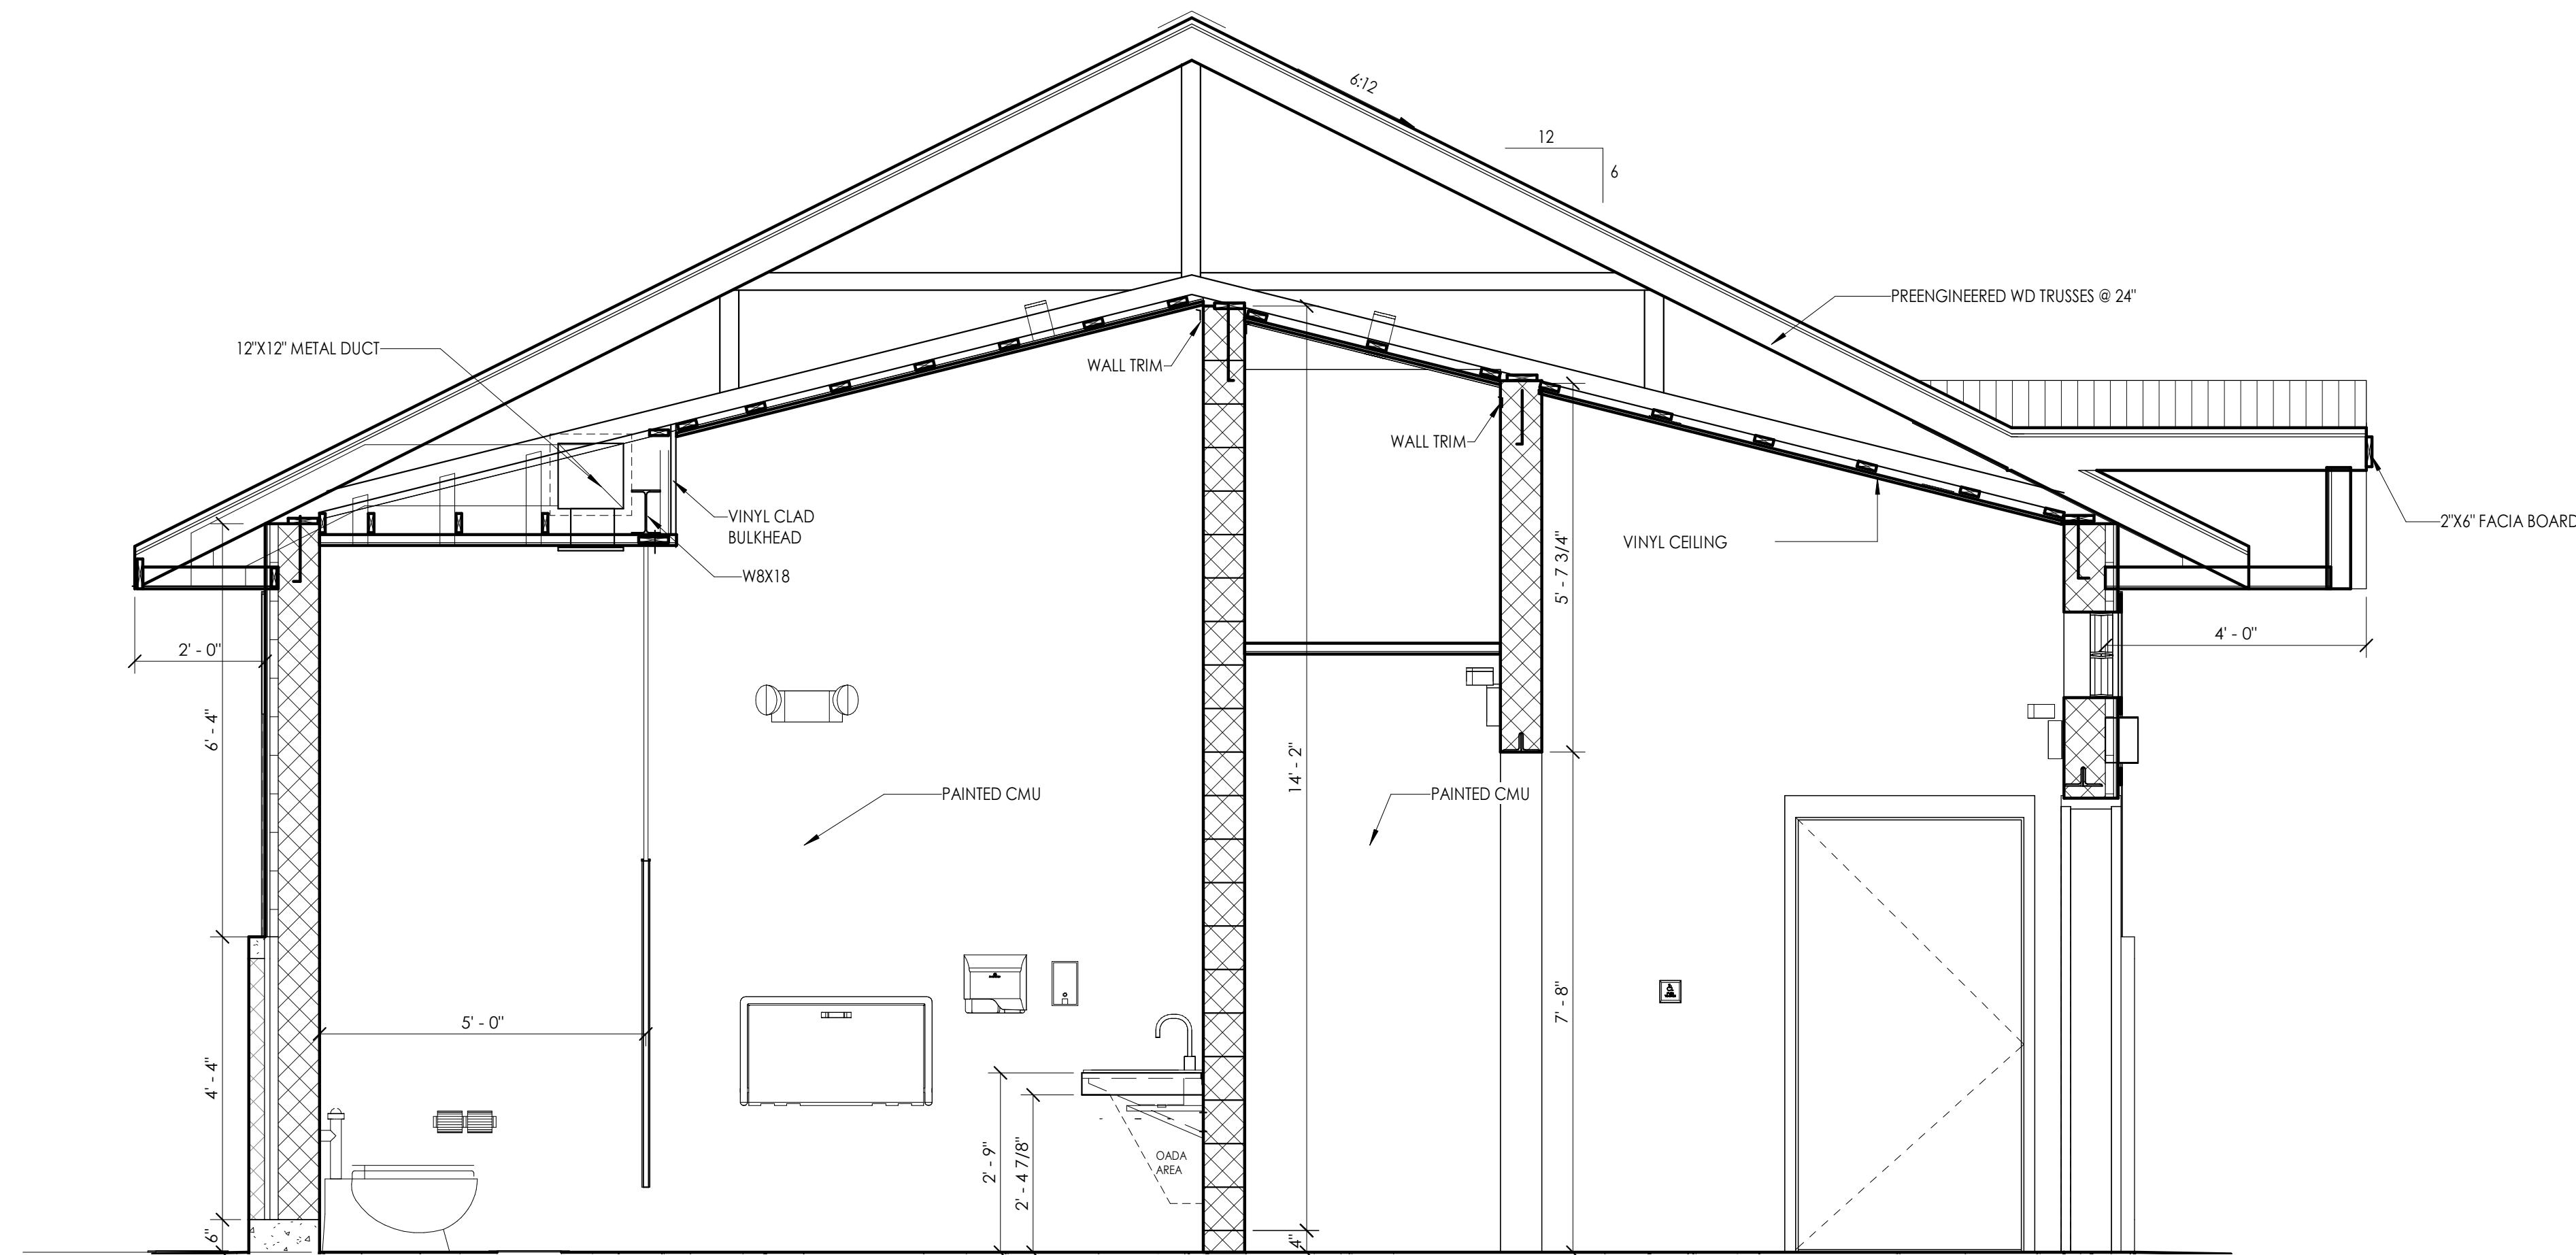 6:12
12
6
PREENGINEERED WD TRUSSES @ 24"
12"X12" METAL DUCT
WALL TRIM
WALL TRIM
VINYL CLAD
BULKHEAD
2"X6" FACIA BOARD
VINYL CEILING
W8X18
5' - 7 3/4"
2' - 0"
4' - 0"
6' - 4"
14' - 2"
PAINTED CMU
PAINTED CMU
7' - 8"
5' - 0"
4' - 4"
2' - 9"
2' - 4 7/8"
OADA
AREA
6"
4"